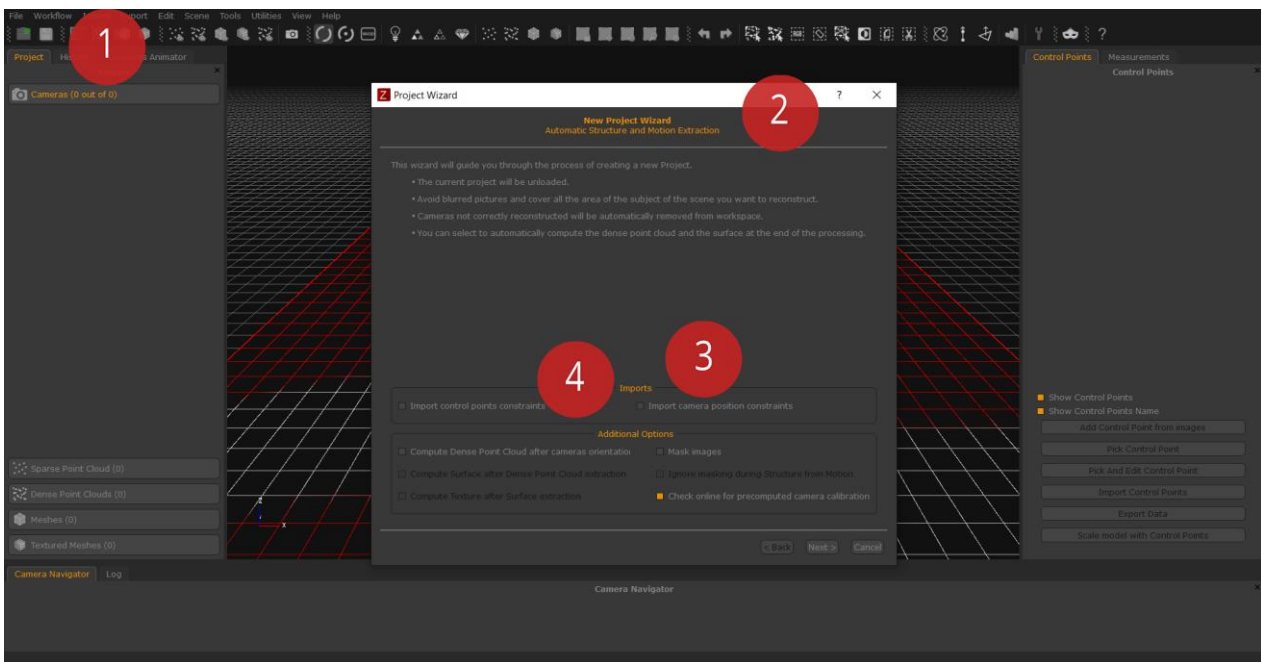 File Workflow Import Export Edit Scene Tools Utilities View Help
1
Project
Animator
Control Points Measurements
Control Points
Cameras (0 out of 0)
Z Project Wizard ? ×
2
New Project Wizard
Automatic Structure and Motion Extraction
This wizard will guide you through the process of creating a new Project.
• The current project will be unloaded.
• Avoid blurred pictures and cover all the area of the subject of the scene you want to reconstruct.
• Cameras not correctly reconstructed will be automatically removed from workspace.
• You can select to automatically compute the dense point cloud and the surface at the end of the processing.
4
3
Imports
Import control points constraints
Import camera position constraints
Additional Options
Compute Dense Point Cloud after cameras orientatio
Mask images
Compute Surface after Dense Point Cloud extraction
Ignore masking during Structure from Motion
Compute Texture after Surface extraction
Check online for precomputed camera calibration
< Back Next > Cancel
Show Control Points
Show Control Points Name
Add Control Point from images
Pick Control Point
Pick And Edit Control Point
Import Control Points
Export Data
Scale model with Control Points
Sparse Point Cloud (0)
Dense Point Clouds (0)
Meshes (0)
Textured Meshes (0)
z
x
Camera Navigator Log
Camera Navigator